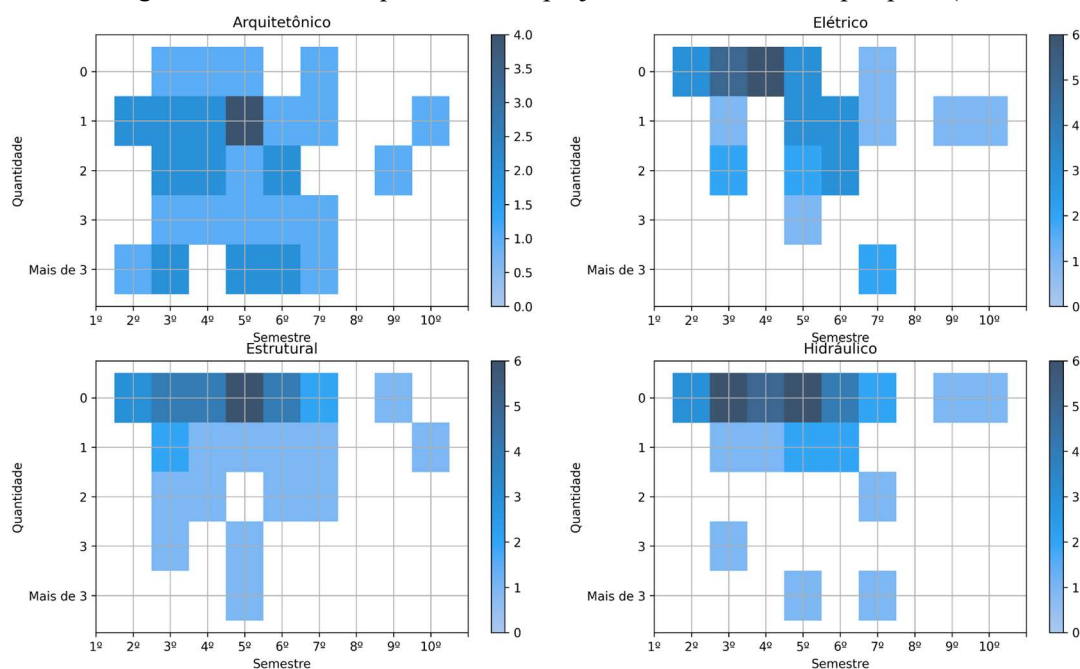 Arquitetônico
Quantidade
0
1
2
3
Mais de 3
1º 2º 3º 4º 5º 6º 7º 8º 9º 10º
Semestre
4.0
3.5
3.0
2.5
2.0
1.5
1.0
0.5
0.0
Elétrico
Quantidade
0
1
2
3
Mais de 3
1º 2º 3º 4º 5º 6º 7º 8º 9º 10º
Semestre
6
5
4
3
2
1
0
Estrutural
Quantidade
0
1
2
3
Mais de 3
1º 2º 3º 4º 5º 6º 7º 8º 9º 10º
Semestre
6
5
4
3
2
1
0
Hidráulico
Quantidade
0
1
2
3
Mais de 3
1º 2º 3º 4º 5º 6º 7º 8º 9º 10º
Semestre
6
5
4
3
2
1
0